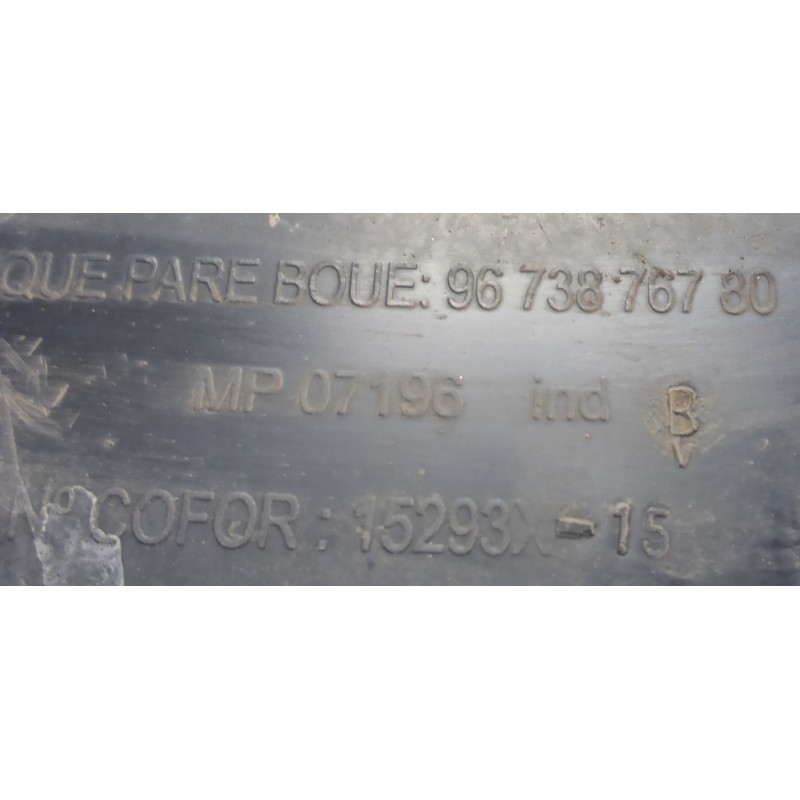 QUE PARE BOUE: 96 738 767 80
MP 07196 ind B
N° COFOR : 15293X-15